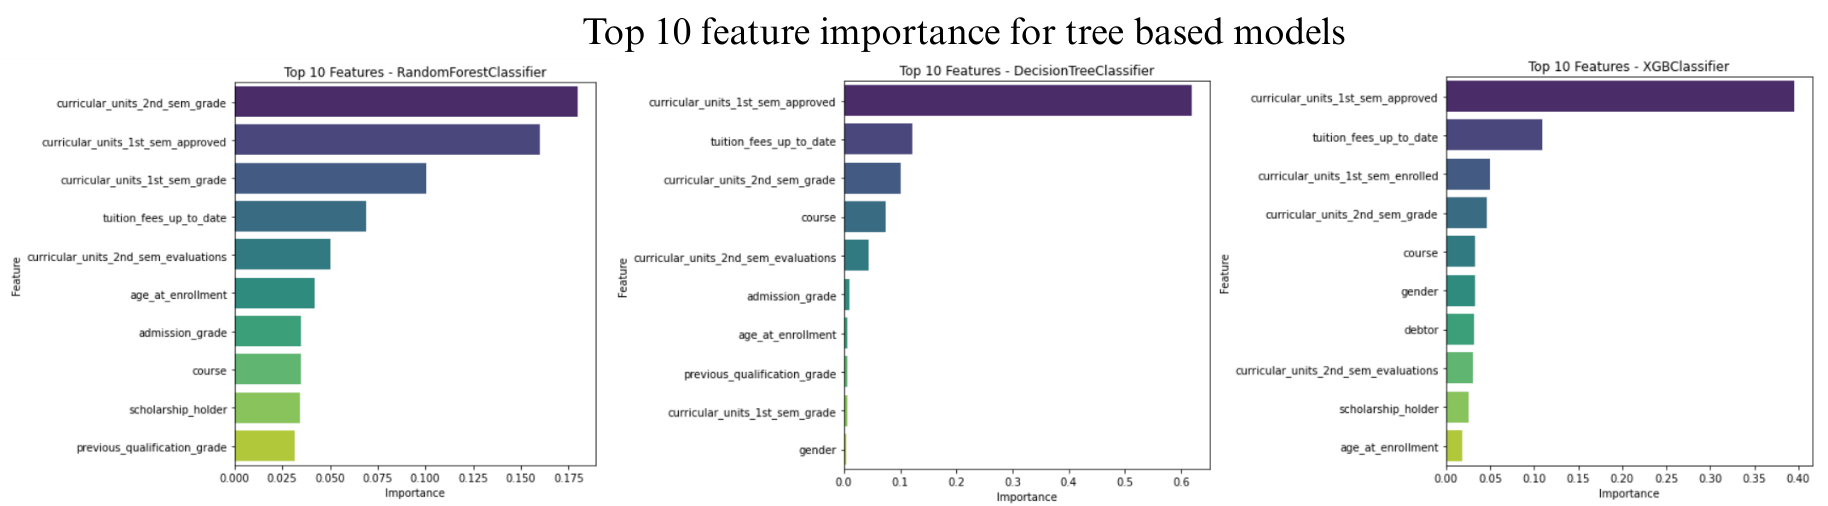 Top 10 feature importance for tree based models
Top 10 Features - RandomForestClassifier
Feature
curricular_units_2nd_sem_grade
curricular_units_1st_sem_approved
curricular_units_1st_sem_grade
tuition_fees_up_to_date
curricular_units_2nd_sem_evaluations
age_at_enrollment
admission_grade
course
scholarship_holder
previous_qualification_grade
0.000 0.025 0.050 0.075 0.100 0.125 0.150 0.175
Importance
Top 10 Features - DecisionTreeClassifier
Feature
curricular_units_1st_sem_approved
tuition_fees_up_to_date
curricular_units_2nd_sem_grade
course
curricular_units_2nd_sem_evaluations
admission_grade
age_at_enrollment
previous_qualification_grade
curricular_units_1st_sem_grade
gender
0.0 0.1 0.2 0.3 0.4 0.5 0.6
Importance
Top 10 Features - XGBClassifier
Feature
curricular_units_1st_sem_approved
tuition_fees_up_to_date
curricular_units_1st_sem_enrolled
curricular_units_2nd_sem_grade
course
gender
debtor
curricular_units_2nd_sem_evaluations
scholarship_holder
age_at_enrollment
0.00 0.05 0.10 0.15 0.20 0.25 0.30 0.35 0.40
Importance